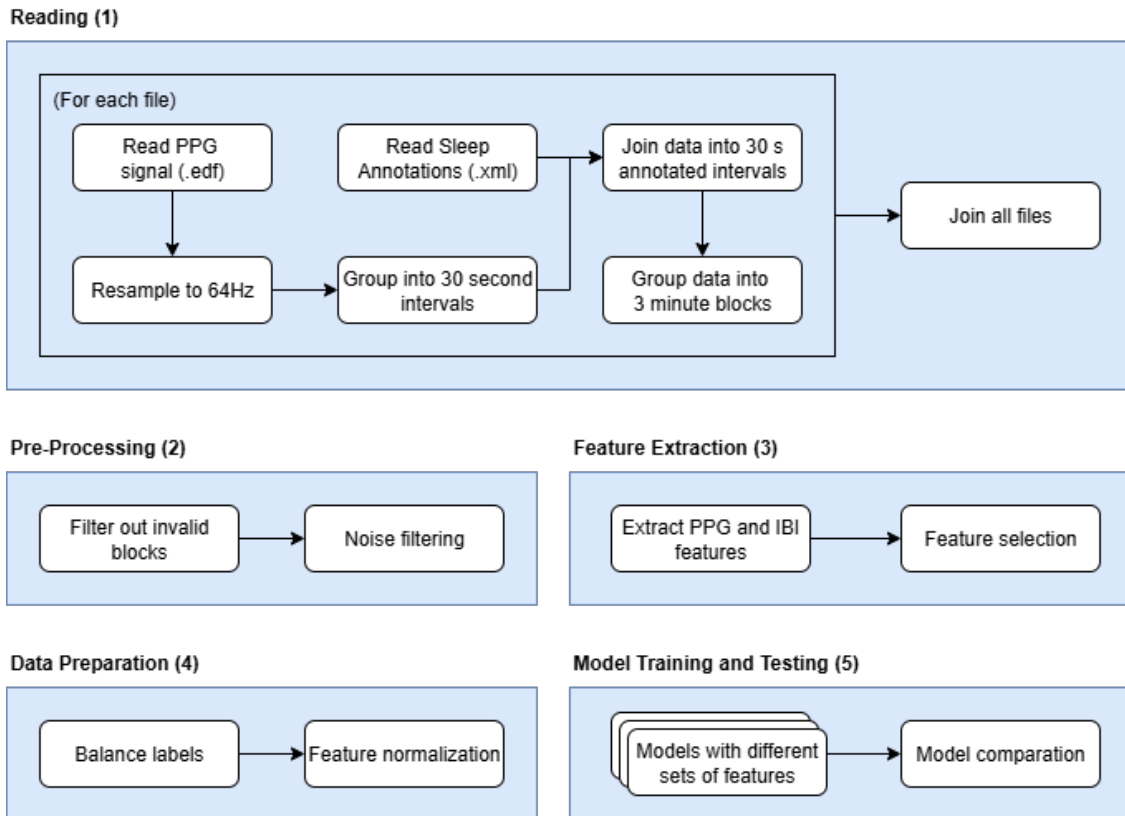 Reading (1)
(For each file)
Read PPG
signal (.edf)
Read Sleep
Annotations (.xml)
Join data into 30 s
annotated intervals
Join all files
Resample to 64Hz
Group into 30 second
intervals
Group data into
3 minute blocks
Pre-Processing (2)
Filter out invalid
blocks
Noise filtering
Feature Extraction (3)
Extract PPG and IBI
features
Feature selection
Data Preparation (4)
Balance labels
Feature normalization
Model Training and Testing (5)
Models with different
sets of features
Model comparation